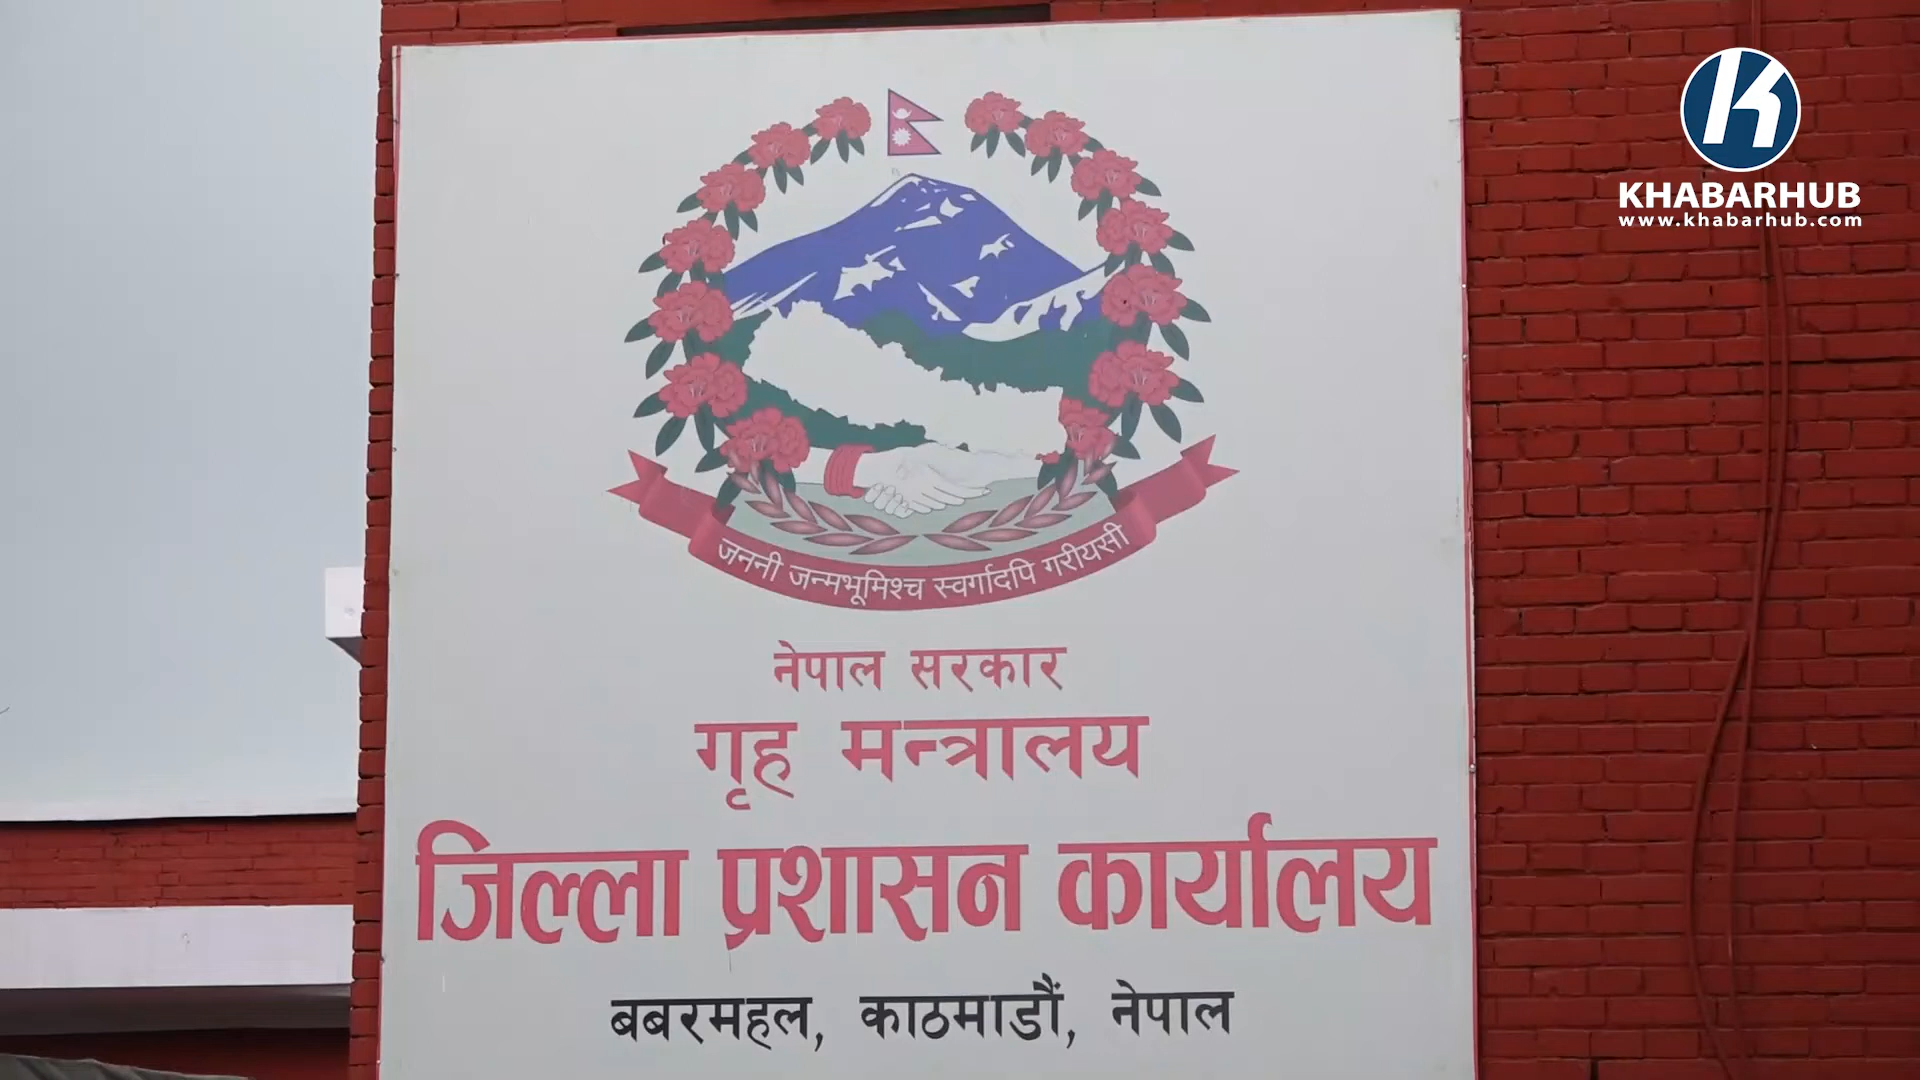 KHABARHUB
www.khabarhub.com
जननी जन्मभूमिश्च स्वर्गादपि गरीयसी
नेपाल सरकार
गृह मन्त्रालय
जिल्ला प्रशासन कार्यालय
बबरमहल, काठमाडौं, नेपाल